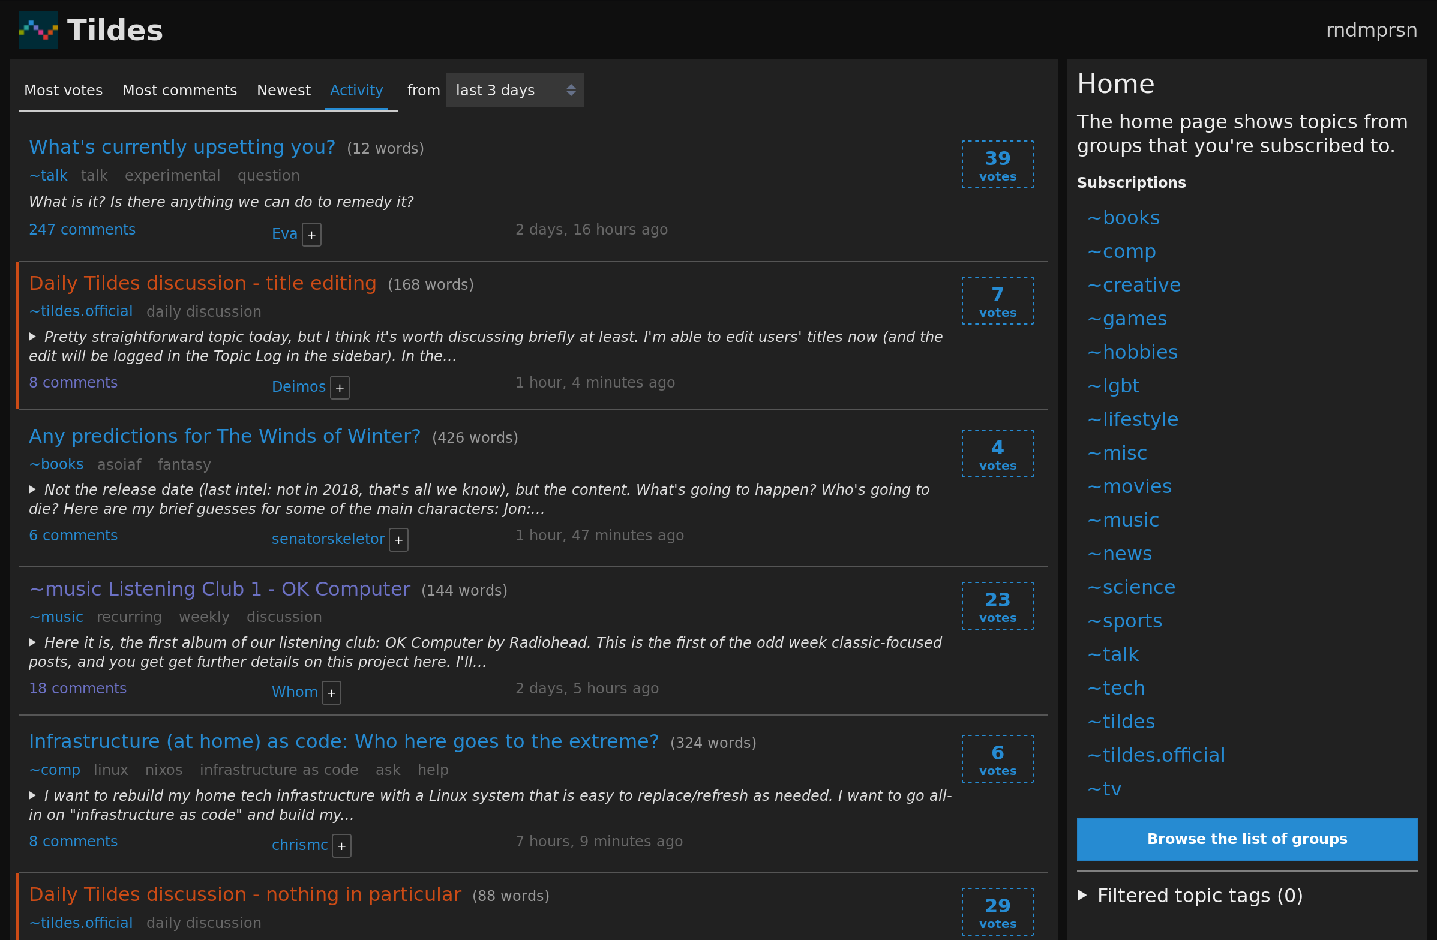 Tildes
rndmprsn
Most votes Most comments Newest Activity from last 3 days
What's currently upsetting you? (12 words)
~talk talk experimental question
What is it? Is there anything we can do to remedy it?
247 comments Eva + 2 days, 16 hours ago
39
votes
Daily Tildes discussion - title editing (168 words)
~tildes.official daily discussion
Pretty straightforward topic today, but I think it's worth discussing briefly at least. I'm able to edit users' titles now (and the
edit will be logged in the Topic Log in the sidebar). In the...
8 comments Deimos + 1 hour, 4 minutes ago
7
votes
Any predictions for The Winds of Winter? (426 words)
~books asoiaf fantasy
Not the release date (last intel: not in 2018, that's all we know), but the content. What's going to happen? Who's going to
die? Here are my brief guesses for some of the main characters: Jon:...
6 comments senatorskeletor + 1 hour, 47 minutes ago
4
votes
~music Listening Club 1 - OK Computer (144 words)
~music recurring weekly discussion
Here it is, the first album of our listening club: OK Computer by Radiohead. This is the first of the odd week classic-focused
posts, and you get get further details on this project here. I'll...
18 comments Whom + 2 days, 5 hours ago
23
votes
Infrastructure (at home) as code: Who here goes to the extreme? (324 words)
~comp linux nixos infrastructure as code ask help
I want to rebuild my home tech infrastructure with a Linux system that is easy to replace/refresh as needed. I want to go all-
in on "infrastructure as code" and build my...
8 comments chrismc + 7 hours, 9 minutes ago
6
votes
Daily Tildes discussion - nothing in particular (88 words)
~tildes.official daily discussion
29
votes
Home
The home page shows topics from
groups that you're subscribed to.
Subscriptions
~books
~comp
~creative
~games
~hobbies
~lgbt
~lifestyle
~misc
~movies
~music
~news
~science
~sports
~talk
~tech
~tildes
~tildes.official
~tv
Browse the list of groups
Filtered topic tags (0)